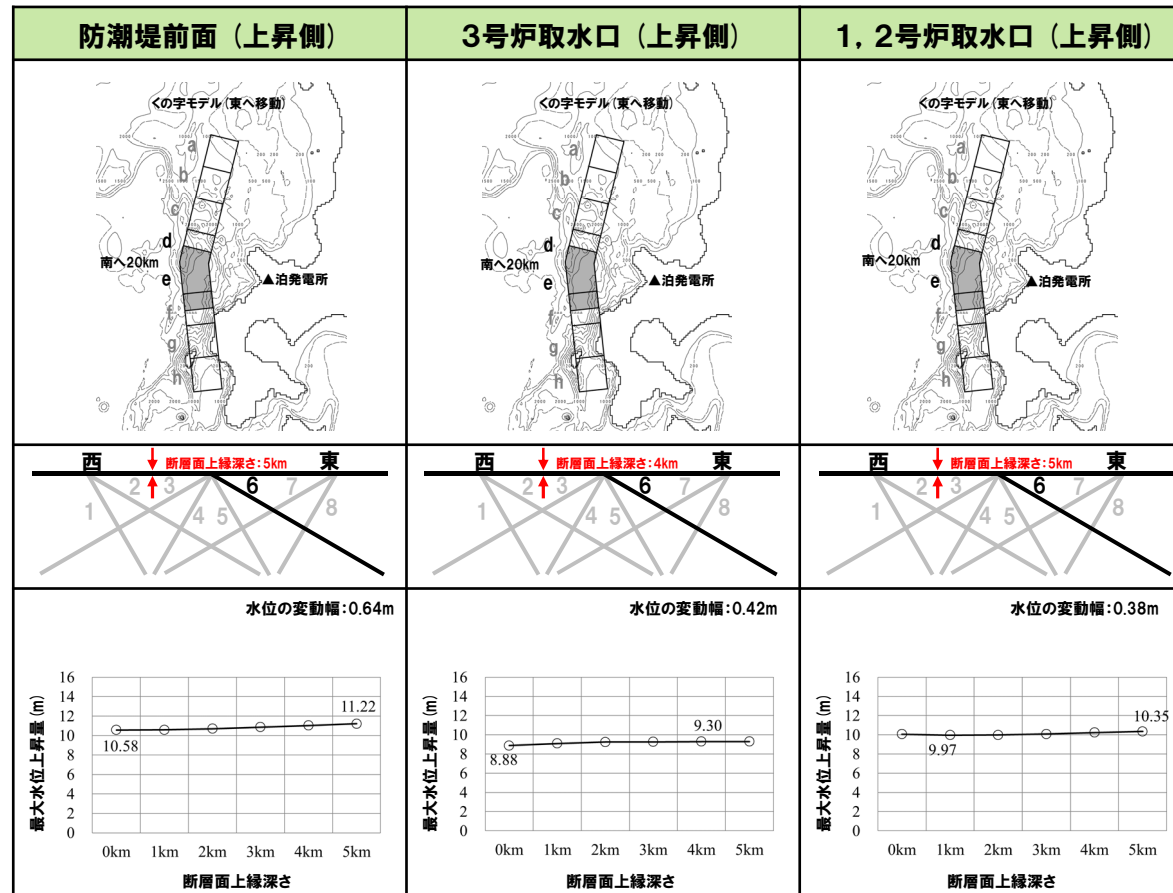 防潮堤前面（上昇側）
3号炉取水口（上昇側）
1，2号炉取水口（上昇側）
くの字モデル（東へ移動）
a
b
c
d
南へ20km
e
▲泊発電所
f
g
h
くの字モデル（東へ移動）
a
b
c
d
南へ20km
e
▲泊発電所
f
g
h
くの字モデル（東へ移動）
a
b
c
d
南へ20km
e
▲泊発電所
f
g
h
西 断層面上縁深さ：5km 東
1 2 3 4 5 6 7 8
西 断層面上縁深さ：4km 東
1 2 3 4 5 6 7 8
西 断層面上縁深さ：5km 東
1 2 3 4 5 6 7 8
水位の変動幅：0.64m
最大水位上昇量（m）
16
14
12
10
8
6
4
2
0
10.58
11.22
0km 1km 2km 3km 4km 5km
断層面上縁深さ
水位の変動幅：0.42m
最大水位上昇量（m）
16
14
12
10
8
6
4
2
0
8.88
9.30
0km 1km 2km 3km 4km 5km
断層面上縁深さ
水位の変動幅：0.38m
最大水位上昇量（m）
16
14
12
10
8
6
4
2
0
9.97
10.35
0km 1km 2km 3km 4km 5km
断層面上縁深さ